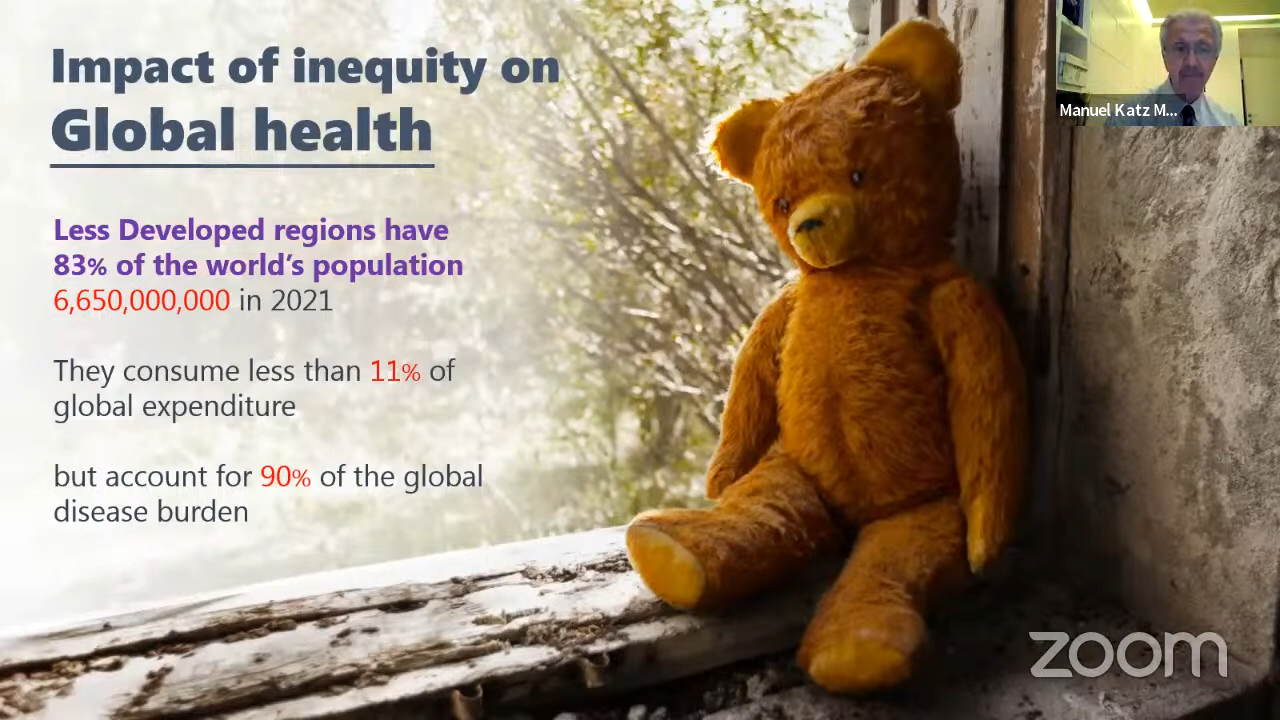 Impact of inequity on
Global health
Less Developed regions have
83% of the world's population
6,650,000,000 in 2021
They consume less than 11% of
global expenditure
but account for 90% of the global
disease burden
Manuel Katz M...
zoom